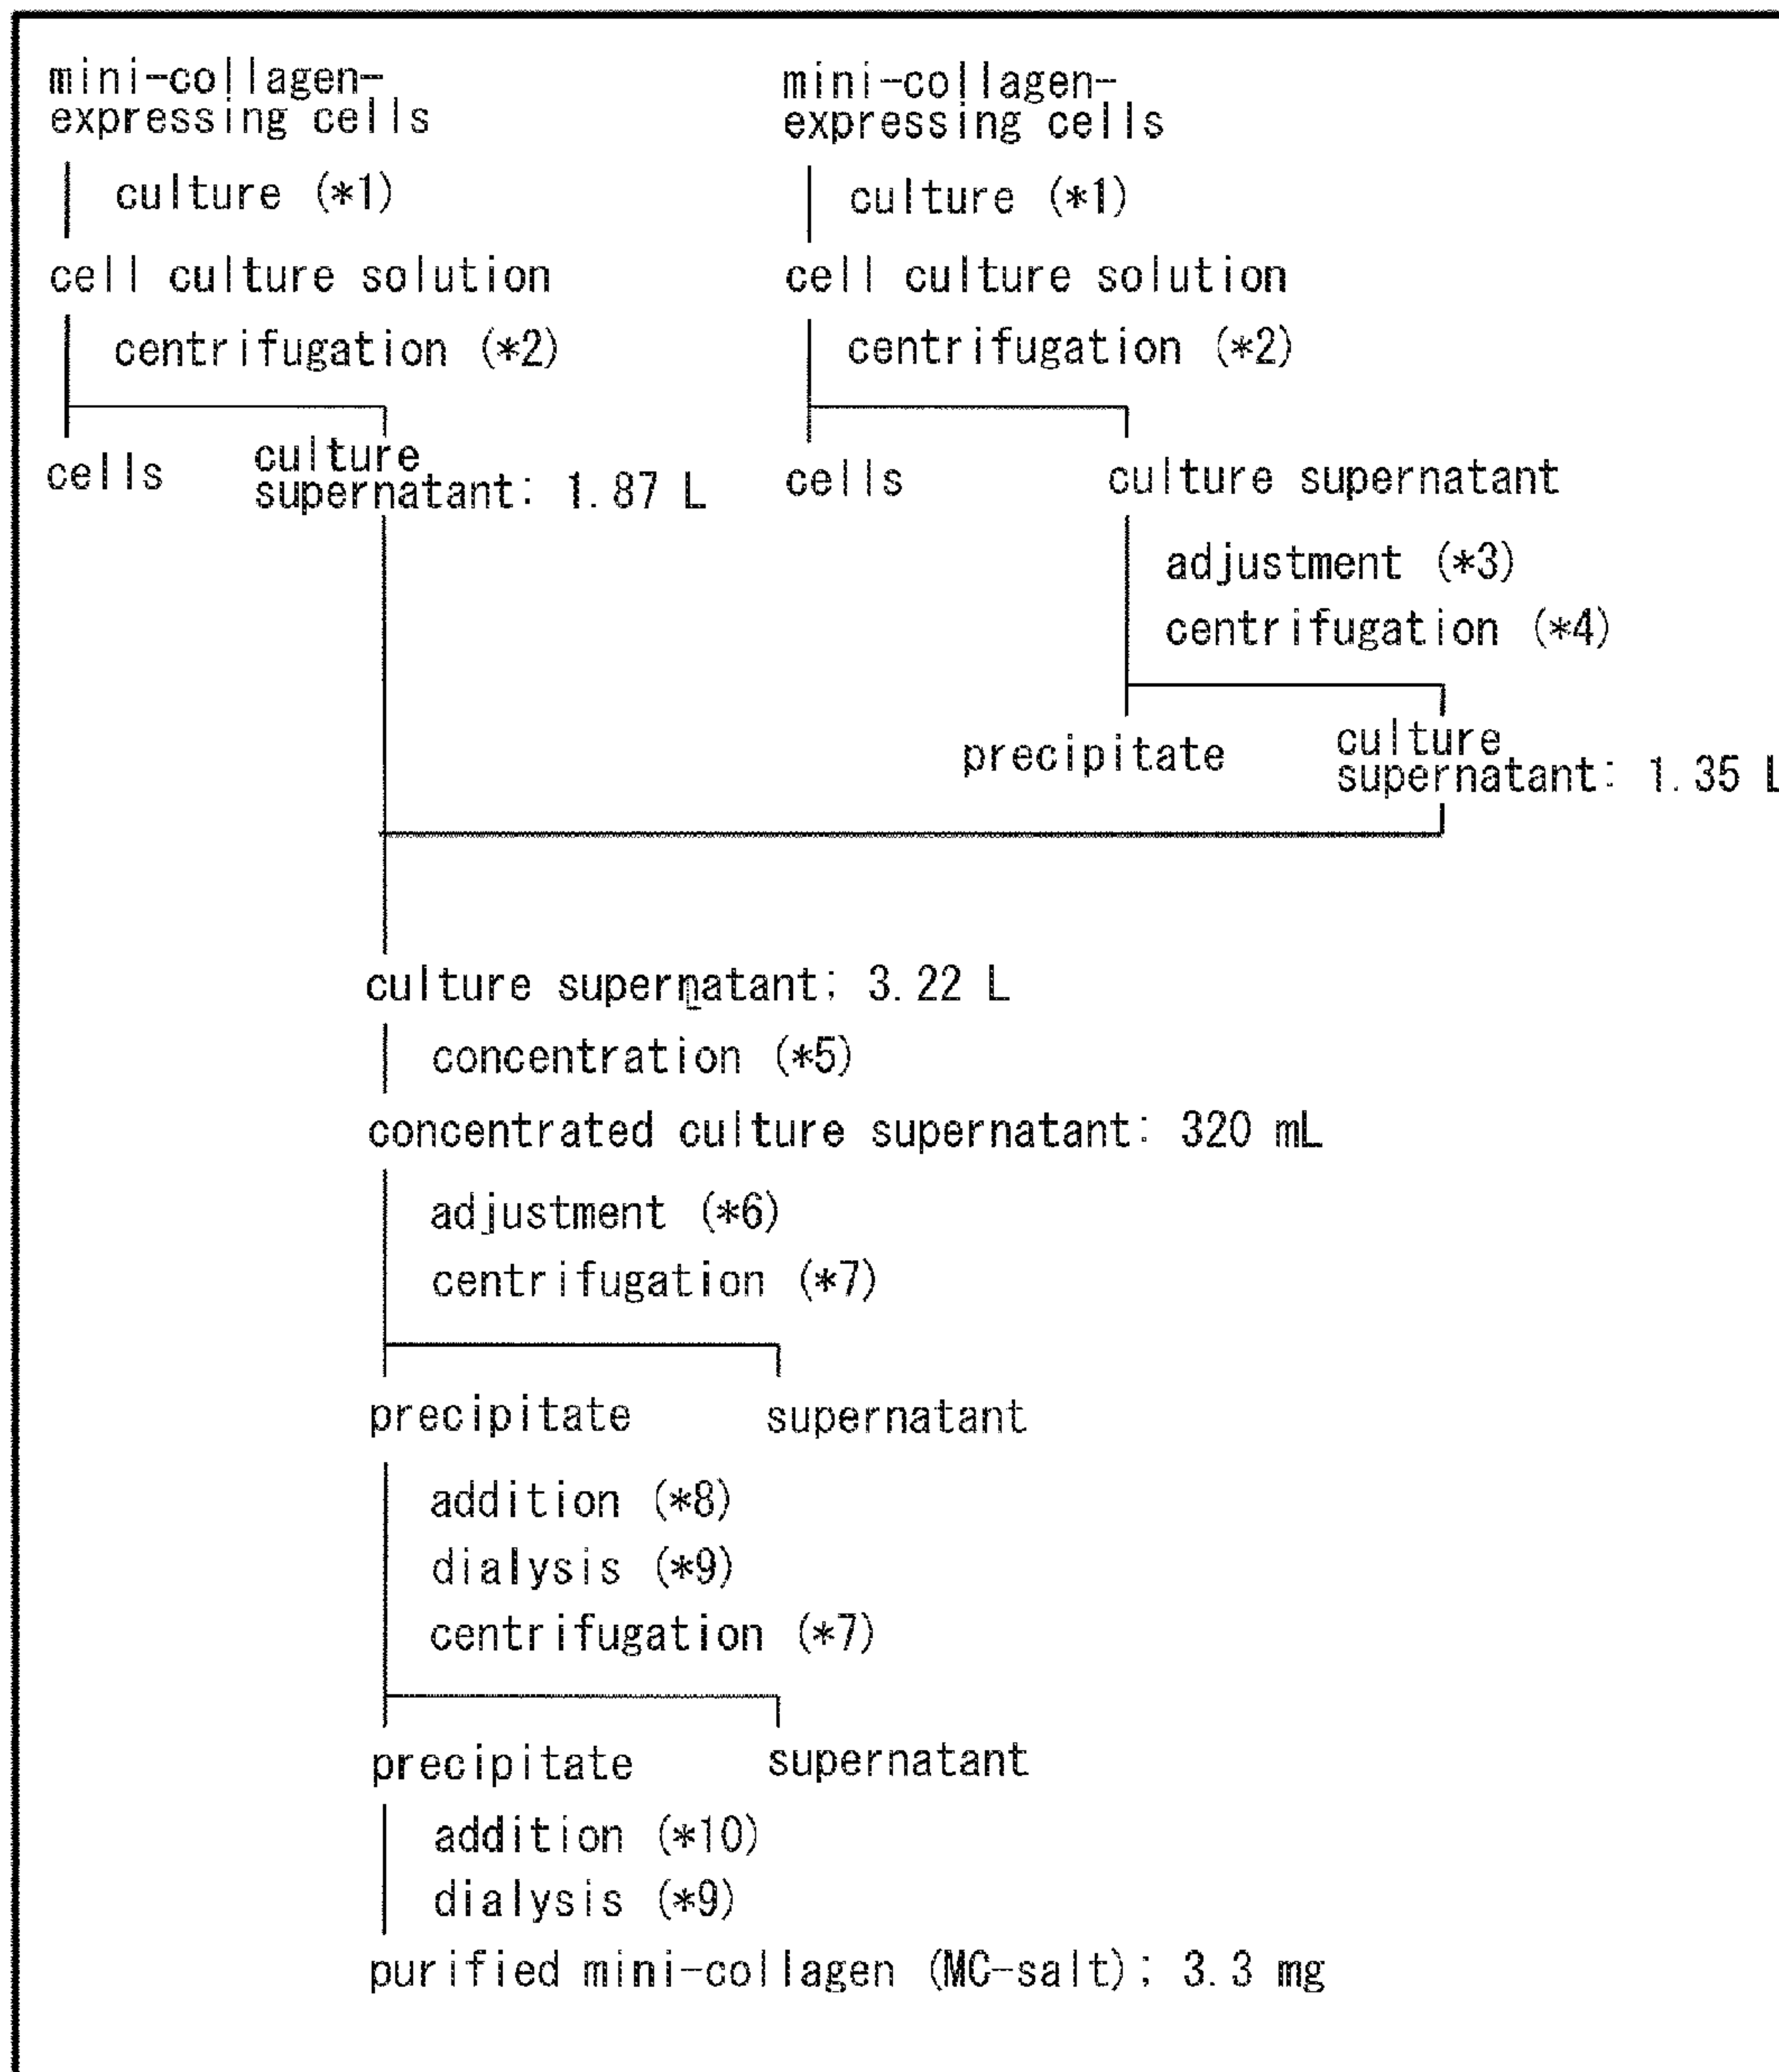 mini-collagen-
expressing cells
culture (*1)
cell culture solution
centrifugation (*2)
cells
culture
supernatant: 1.87 L
mini-collagen-
expressing cells
culture (*1)
cell culture solution
centrifugation (*2)
cells
culture supernatant
adjustment (*3)
centrifugation (*4)
precipitate
culture
supernatant: 1.35 L
culture supernatant; 3.22 L
concentration (*5)
concentrated culture supernatant: 320 mL
adjustment (*6)
centrifugation (*7)
precipitate supernatant
addition (*8)
dialysis (*9)
centrifugation (*7)
precipitate supernatant
addition (*10)
dialysis (*9)
purified mini-collagen (MC-salt); 3.3 mg